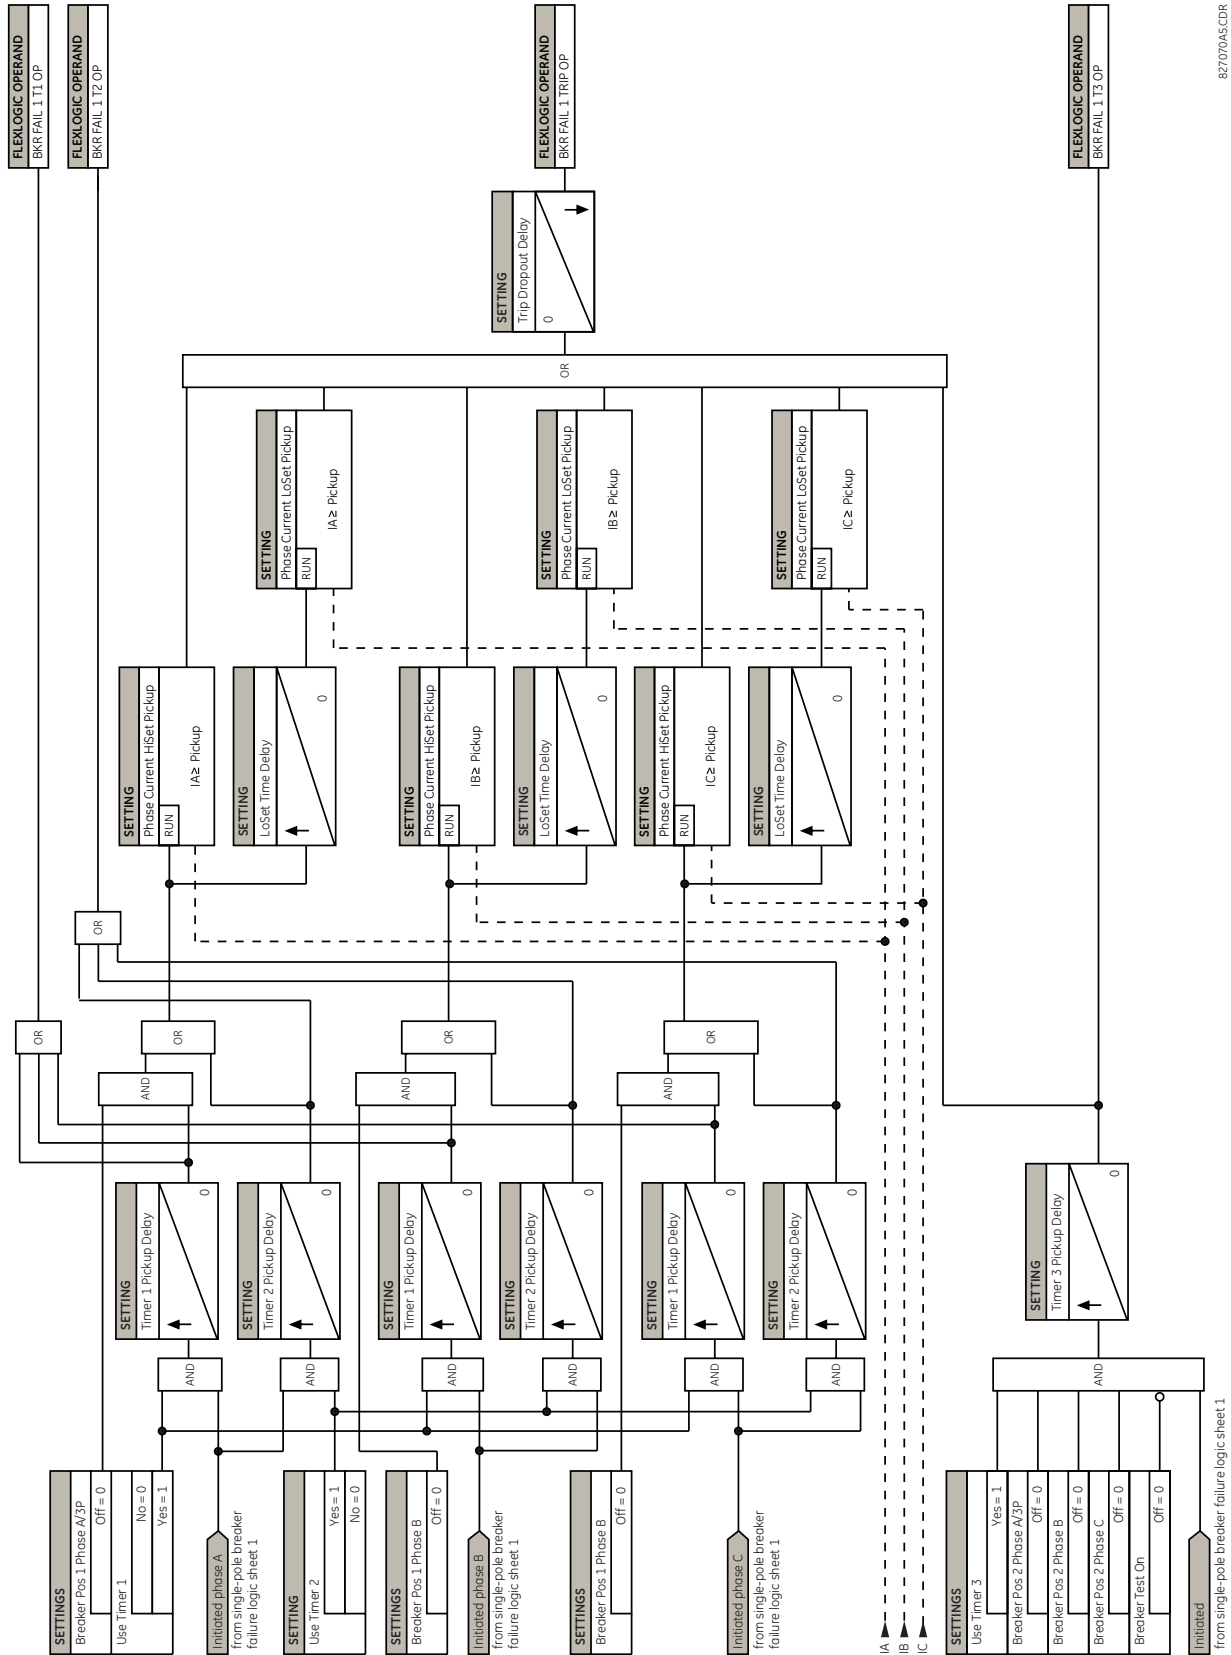 SETTINGS
Breaker Pos 1 Phase A/3P
Off = 0
Use Timer 1
No = 0
Yes = 1
Initiated phase A
from single-pole breaker
failure logic sheet 1
SETTING
Use Timer 2
Yes = 1
No = 0
SETTINGS
Breaker Pos 1 Phase B
Off = 0
Initiated phase B
from single-pole breaker
failure logic sheet 1
SETTINGS
Breaker Pos 1 Phase B
Off = 0
Initiated phase C
from single-pole breaker
failure logic sheet 1
IA
IB
IC
SETTINGS
Use Timer 3
Yes = 1
Breaker Pos 2 Phase A/3P
Off = 0
Breaker Pos 2 Phase B
Off = 0
Breaker Pos 2 Phase C
Off = 0
Breaker Test On
Off = 0
Initiated
from single-pole breaker failure logic sheet 1
AND
AND
AND
AND
AND
AND
AND
SETTING
Timer 1 Pickup Delay
0
SETTING
Timer 2 Pickup Delay
0
SETTING
Timer 1 Pickup Delay
0
SETTING
Timer 2 Pickup Delay
0
SETTING
Timer 1 Pickup Delay
0
SETTING
Timer 2 Pickup Delay
0
SETTING
Timer 3 Pickup Delay
0
AND
AND
AND
OR
OR
OR
OR
OR
SETTING
Phase Current HiSet Pickup
RUN
IA ≥ Pickup
SETTING
LoSet Time Delay
0
SETTING
Phase Current HiSet Pickup
RUN
IB ≥ Pickup
SETTING
LoSet Time Delay
0
SETTING
Phase Current HiSet Pickup
RUN
IC ≥ Pickup
SETTING
LoSet Time Delay
0
SETTING
Phase Current LoSet Pickup
RUN
IA ≥ Pickup
SETTING
Phase Current LoSet Pickup
RUN
IB ≥ Pickup
SETTING
Phase Current LoSet Pickup
RUN
IC ≥ Pickup
OR
SETTING
Trip Dropout Delay
0
FLEXLOGIC OPERAND
BKR FAIL 1 T1 OP
FLEXLOGIC OPERAND
BKR FAIL 1 T2 OP
FLEXLOGIC OPERAND
BKR FAIL 1 TRIP OP
FLEXLOGIC OPERAND
BKR FAIL 1 T3 OP
827070A5.CDR